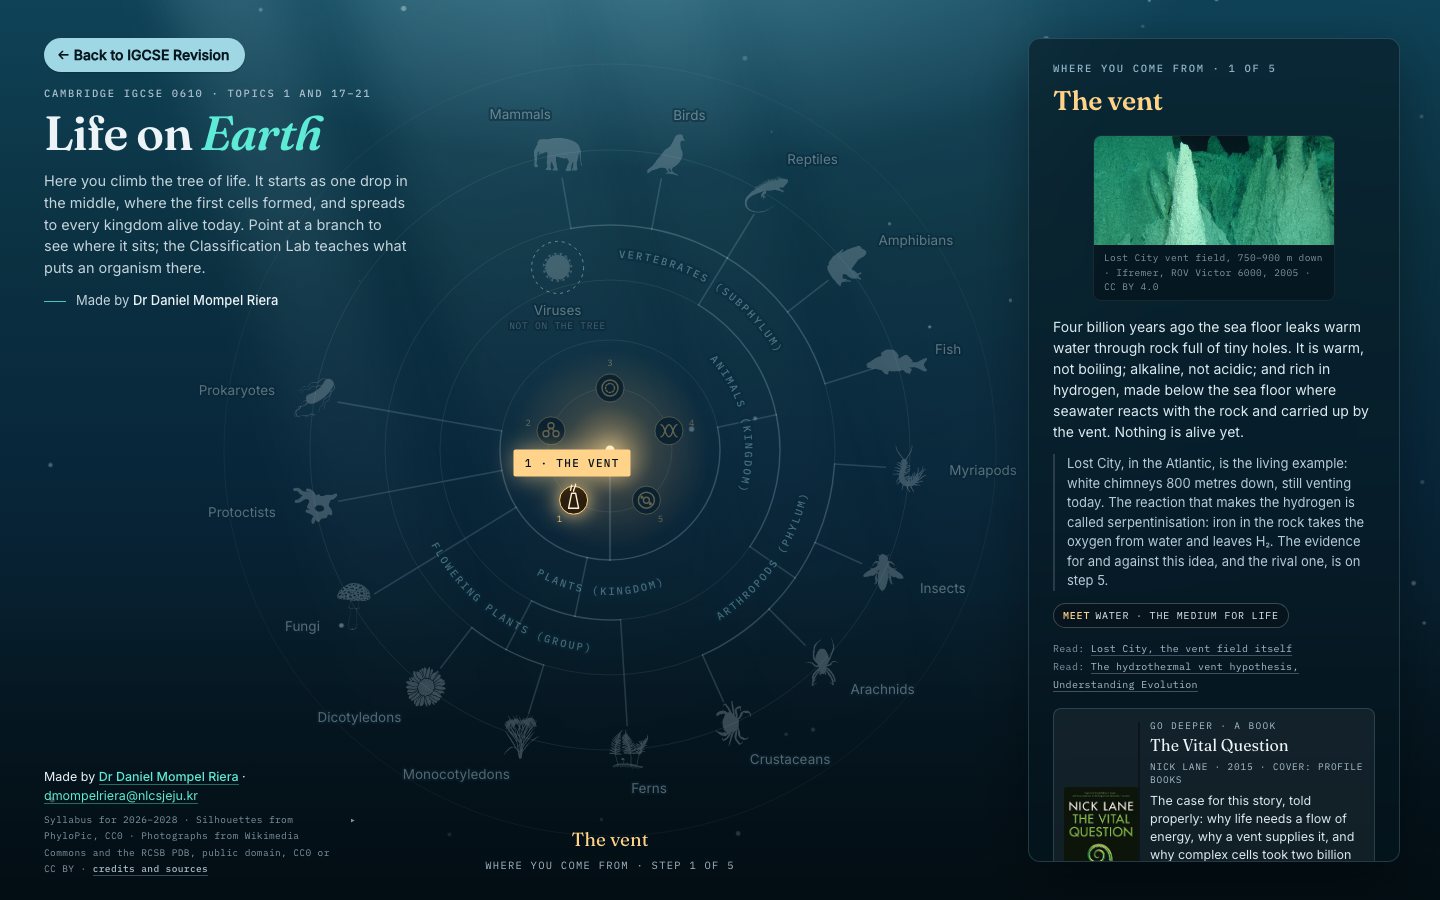 ← Back to IGCSE Revision
CAMBRIDGE IGCSE 0610 · TOPICS 1 AND 17–21
Life on Earth
Here you climb the tree of life. It starts as one drop in
the middle, where the first cells formed, and spreads
to every kingdom alive today. Point at a branch to
see where it sits; the Classification Lab teaches what
puts an organism there.
Made by Dr Daniel Mompel Riera
Mammals
Birds
Reptiles
Amphibians
Fish
Myriapods
Insects
Arachnids
Crustaceans
Ferns
Monocotyledons
Dicotyledons
Fungi
Protoctists
Prokaryotes
Viruses
NOT ON THE TREE
VERTEBRATES (SUBPHYLUM)
ANIMALS (KINGDOM)
ARTHROPODS (PHYLUM)
PLANTS (KINGDOM)
FLOWERING PLANTS (GROUP)
3
2
4
1 · THE VENT
1
5
The vent
WHERE YOU COME FROM · STEP 1 OF 5
Made by Dr Daniel Mompel Riera ·
dmompelriera@nlcsjeju.kr
Syllabus for 2026–2028 · Silhouettes from
PhyloPic, CC0 · Photographs from Wikimedia
Commons and the RCSB PDB, public domain, CC0 or
CC BY · credits and sources
WHERE YOU COME FROM · 1 OF 5
The vent
Lost City vent field, 750–900 m down
· Ifremer, ROV Victor 6000, 2005 ·
CC BY 4.0
Four billion years ago the sea floor leaks warm
water through rock full of tiny holes. It is warm,
not boiling; alkaline, not acidic; and rich in
hydrogen, made below the sea floor where
seawater reacts with the rock and carried up by
the vent. Nothing is alive yet.
Lost City, in the Atlantic, is the living example:
white chimneys 800 metres down, still venting
today. The reaction that makes the hydrogen is
called serpentinisation: iron in the rock takes the
oxygen from water and leaves H₂. The evidence
for and against this idea, and the rival one, is on
step 5.
MEET WATER · THE MEDIUM FOR LIFE
Read: Lost City, the vent field itself
Read: The hydrothermal vent hypothesis,
Understanding Evolution
GO DEEPER · A BOOK
The Vital Question
NICK LANE · 2015 · COVER: PROFILE
BOOKS
NICK LANE
THE VITAL
QUESTION
The case for this story, told
properly: why life needs a flow of
energy, why a vent supplies it, and
why complex cells took two billion